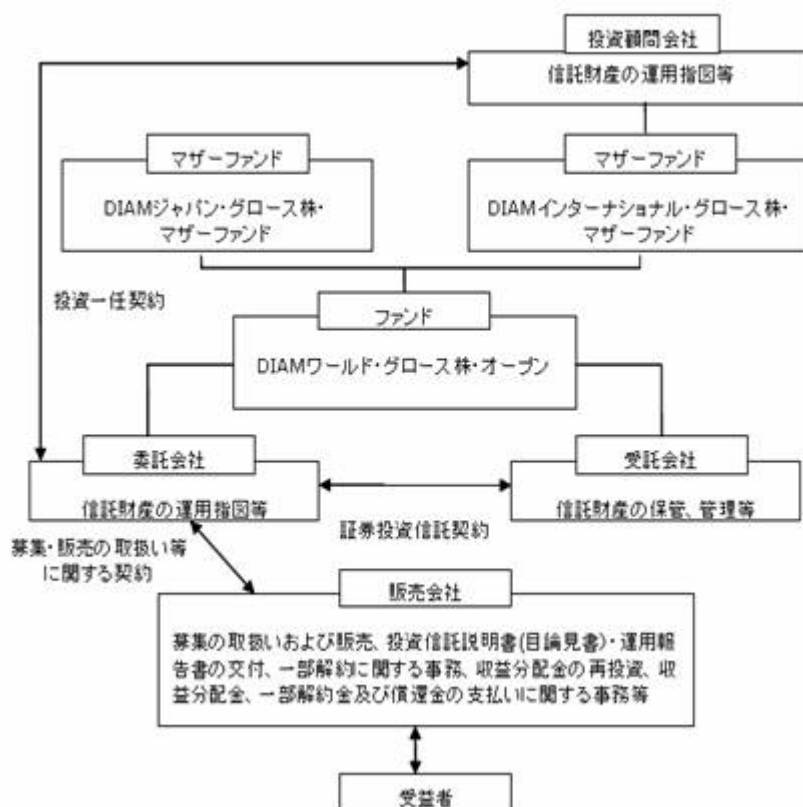 投資顧問会社
信託財産の運用指図等
マザーファンド
DIAMジャパン・グロース株・
マザーファンド
マザーファンド
DIAMインターナショナル・グロース株・
マザーファンド
投資一任契約
ファンド
DIAMワールド・グロース株・オープン
委託会社
信託財産の運用指図等
受託会社
信託財産の保管、管理等
証券投資信託契約
募集・販売の取扱い等
に関する契約
販売会社
募集の取扱いおよび販売、投資信託説明書(目論見書)・運用報
告書の交付、一部解約に関する事務、収益分配金の再投資、収
益分配金、一部解約金及び償還金の支払いに関する事務等
受益者